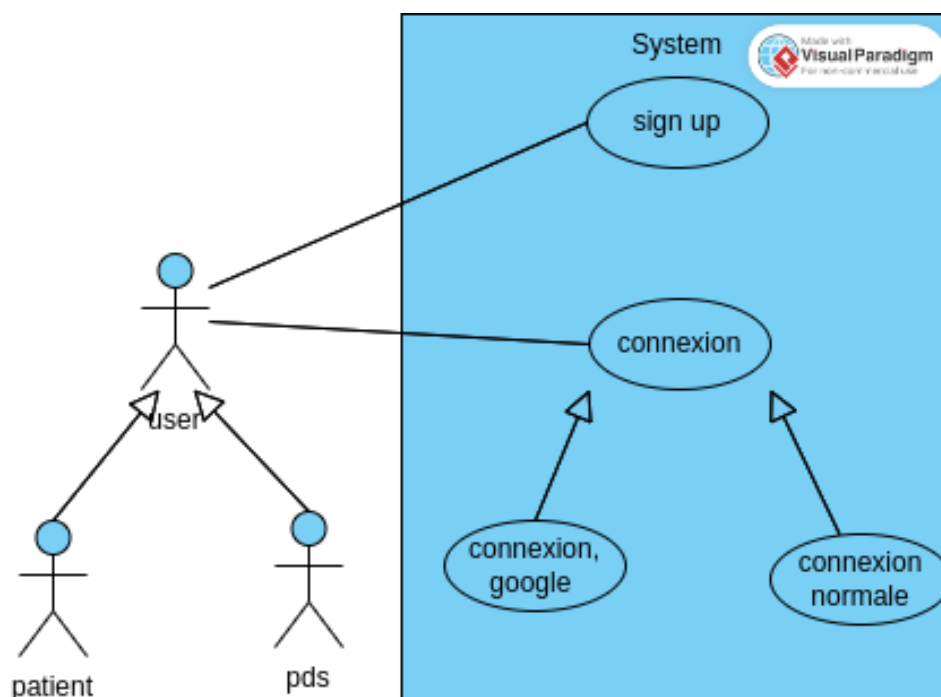 System
Made with
Visual Paradigm
For non-commercial use
sign up
connexion
user
connexion,
google
connexion
normale
patient
pds